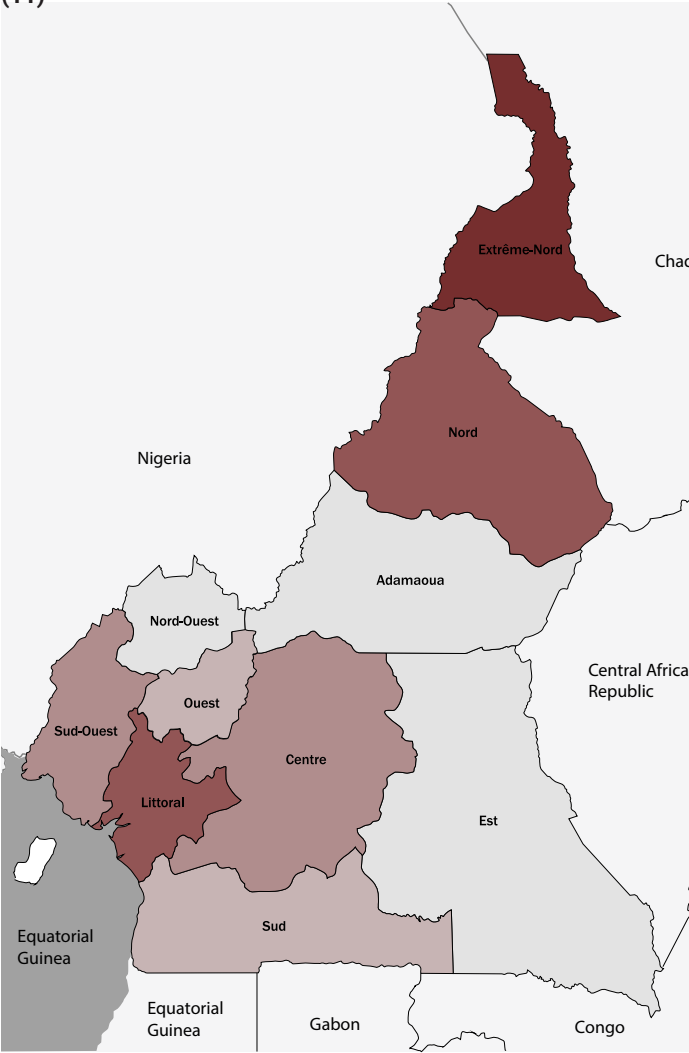 Extrême-Nord
Nord
Nigeria
Adamaoua
Nord-Ouest
Central Africa
Republic
Ouest
Sud-Ouest
Centre
Littoral
Est
Sud
Equatorial
Guinea
Equatorial
Guinea
Gabon
Congo